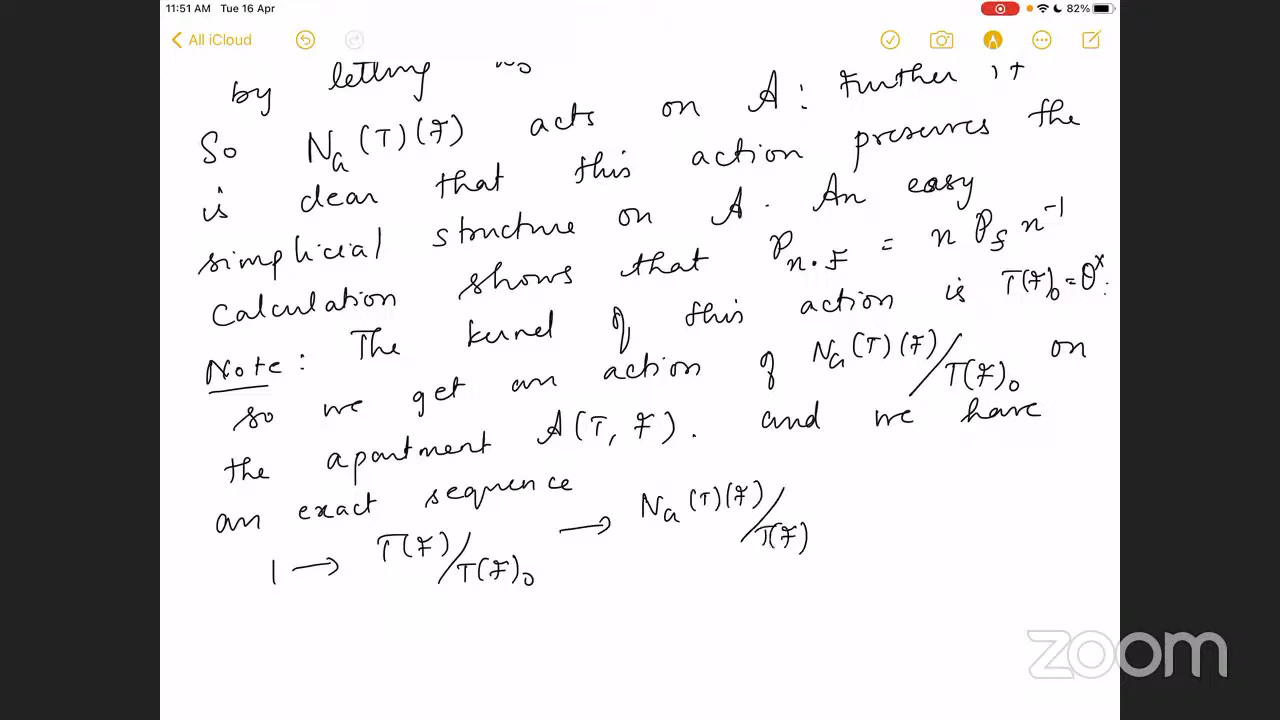 11:51 AM Tue 16 Apr
82%
All iCloud
by letting
So N_G(T)(F) acts on A: Further it
is clear that this action preserves the
simplicial structure on A. An easy
calculation shows that P_{n.F} = n P_F n^{-1}
Note: The kernel of this action is T(F)_0 = O^x:
so we get an action of N_G(T)(F)/T(F)_0 on
the apartment A(T, F). and we have
an exact sequence
1 → T(F)/T(F)_0 → N_G(T)(F)/T(F)
zoom